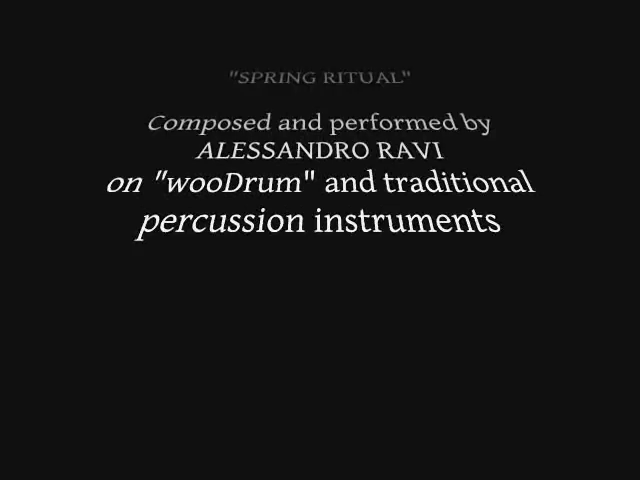 "SPRING RITUAL"
Composed and performed by
ALESSANDRO RAVI
on "wooDrum" and traditional
percussion instruments